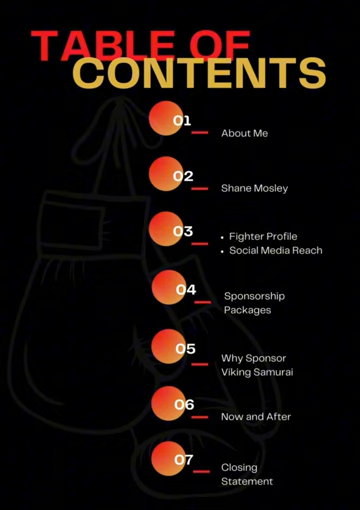 TABLE OF
CONTENTS
01
About Me
02
Shane Mosley
03
• Fighter Profile
• Social Media Reach
04
Sponsorship
Packages
05
Why Sponsor
Viking Samurai
06
Now and After
07
Closing
Statement